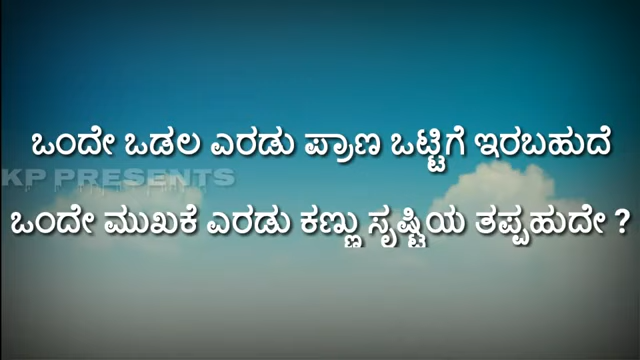 ಒಂದೇ ಒಡಲ ಎರಡು ಪ್ರಾಣ ಒಟ್ಟಿಗೆ ಇರಬಹುದೆ
KP PRESENTS
ಒಂದೇ ಮುಖಕೆ ಎರಡು ಕಣ್ಣು ಸೃಷ್ಟಿಯ ತಪ್ಪಹುದೇ ?